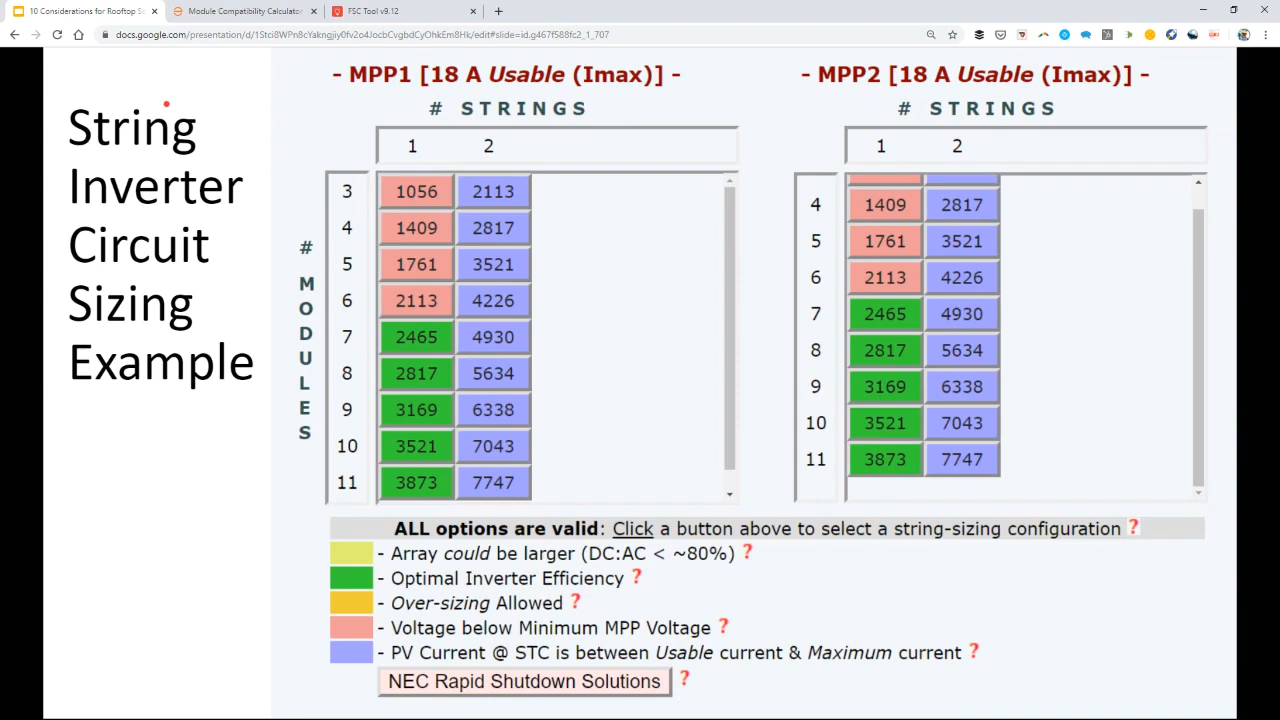 10 Considerations for Rooftop S
Module Compatibility Calculator
FSC Tool v9.12
docs.google.com/presentation/d/1Stci8WPn8cYakngjiy0fv2o4JocbCvgbdCyOhkEm8Hk/edit#slide=id.g467f588fc2_1_707
String
Inverter
Circuit
Sizing
Example
- MPP1 [18 A Usable (Imax)] -
# STRINGS
1 2
# MODULES
3 1056 2113
4 1409 2817
5 1761 3521
6 2113 4226
7 2465 4930
8 2817 5634
9 3169 6338
10 3521 7043
11 3873 7747
- MPP2 [18 A Usable (Imax)] -
# STRINGS
1 2
4 1409 2817
5 1761 3521
6 2113 4226
7 2465 4930
8 2817 5634
9 3169 6338
10 3521 7043
11 3873 7747
ALL options are valid: Click a button above to select a string-sizing configuration ?
- Array could be larger (DC:AC < ~80%) ?
- Optimal Inverter Efficiency ?
- Over-sizing Allowed ?
- Voltage below Minimum MPP Voltage ?
- PV Current @ STC is between Usable current & Maximum current ?
NEC Rapid Shutdown Solutions ?